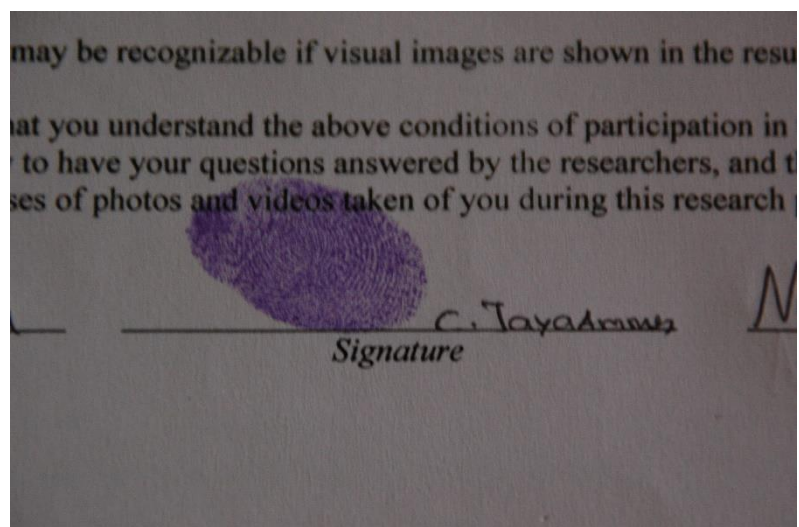 may be recognizable if visual images are shown in the resu
at you understand the above conditions of participation in
to have your questions answered by the researchers, and t
ses of photos and videos taken of you during this research
C.
Signature